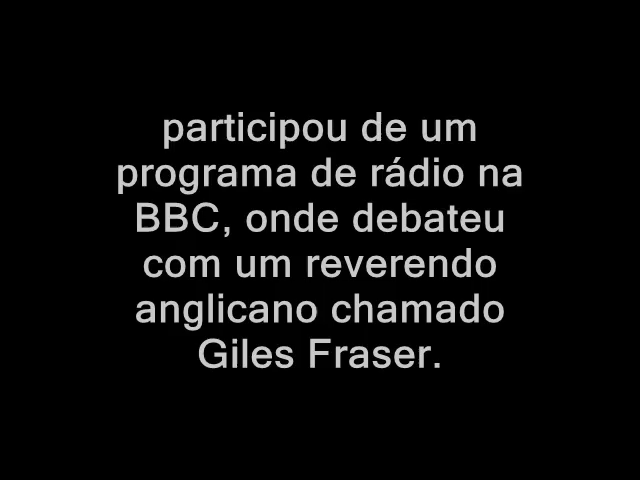 participou de um
programa de rádio na
BBC, onde debateu
com um reverendo
anglicano chamado
Giles Fraser.